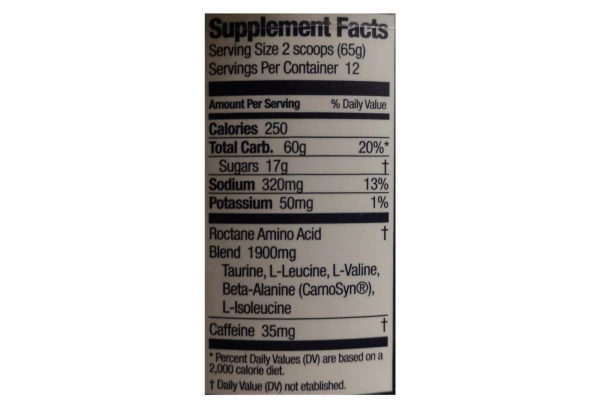 Supplement Facts
Serving Size 2 scoops (65g)
Servings Per Container 12
Amount Per Serving % Daily Value
Calories 250
Total Carb. 60g 20%*
Sugars 17g †
Sodium 320mg 13%
Potassium 50mg 1%
Roctane Amino Acid †
Blend 1900mg
Taurine, L-Leucine, L-Valine,
Beta-Alanine (CarnoSyn®),
L-Isoleucine
Caffeine 35mg †
* Percent Daily Values (DV) are based on a
2,000 calorie diet.
† Daily Value (DV) not etablished.